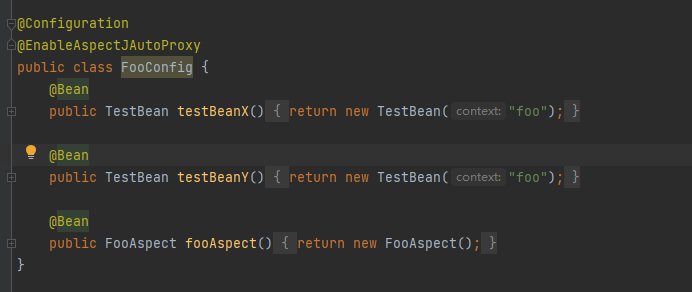 @Configuration
@EnableAspectJAutoProxy
public class FooConfig {
@Bean
public TestBean testBeanX() { return new TestBean( context: "foo"); }
@Bean
public TestBean testBeanY() { return new TestBean( context: "foo"); }
@Bean
public FooAspect fooAspect() { return new FooAspect(); }
}